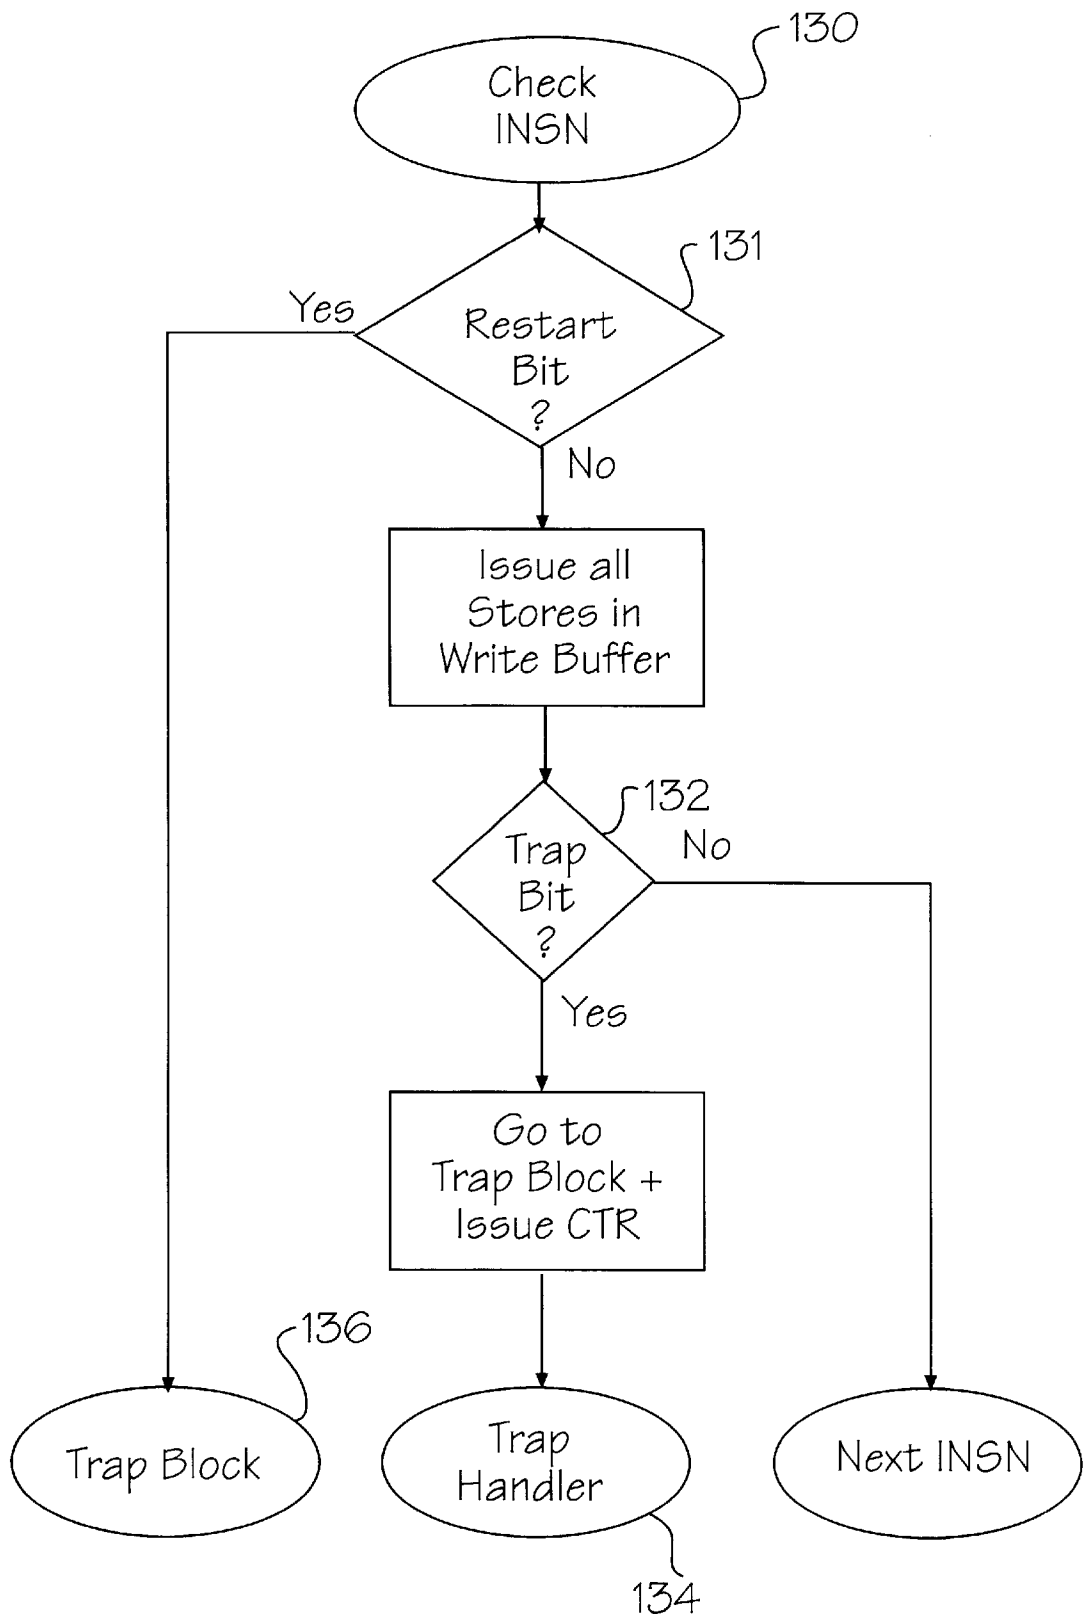 130
Check
INSN
131
Yes
Restart
Bit
?
No
Issue all
Stores in
Write Buffer
132
No
Trap
Bit
?
Yes
Go to
Trap Block +
Issue CTR
136
Trap Block
Trap
Handler
Next INSN
134